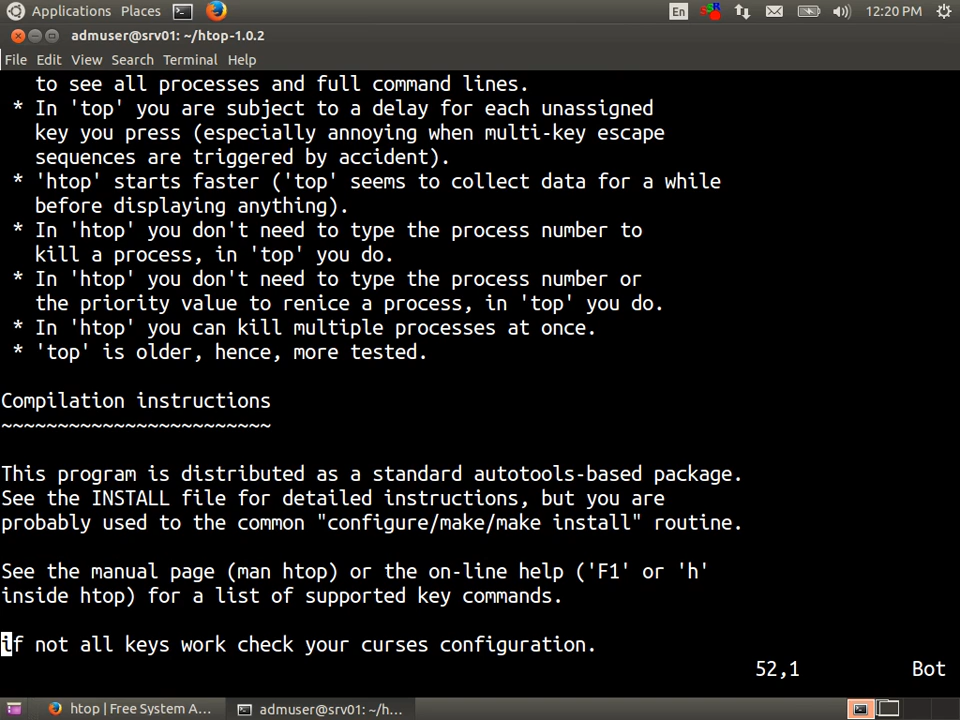 Applications Places En 12:20 PM
admuser@srv01: ~/htop-1.0.2
File Edit View Search Terminal Help
to see all processes and full command lines.
* In 'top' you are subject to a delay for each unassigned
key you press (especially annoying when multi-key escape
sequences are triggered by accident).
* 'htop' starts faster ('top' seems to collect data for a while
before displaying anything).
* In 'htop' you don't need to type the process number to
kill a process, in 'top' you do.
* In 'htop' you don't need to type the process number or
the priority value to renice a process, in 'top' you do.
* In 'htop' you can kill multiple processes at once.
* 'top' is older, hence, more tested.
Compilation instructions
~~~~~~~~~~~~~~~~~~~~~~~~
This program is distributed as a standard autotools-based package.
See the INSTALL file for detailed instructions, but you are
probably used to the common "configure/make/make install" routine.
See the manual page (man htop) or the on-line help ('F1' or 'h'
inside htop) for a list of supported key commands.
if not all keys work check your curses configuration.
52,1 Bot
htop | Free System A... admuser@srv01: ~/h...